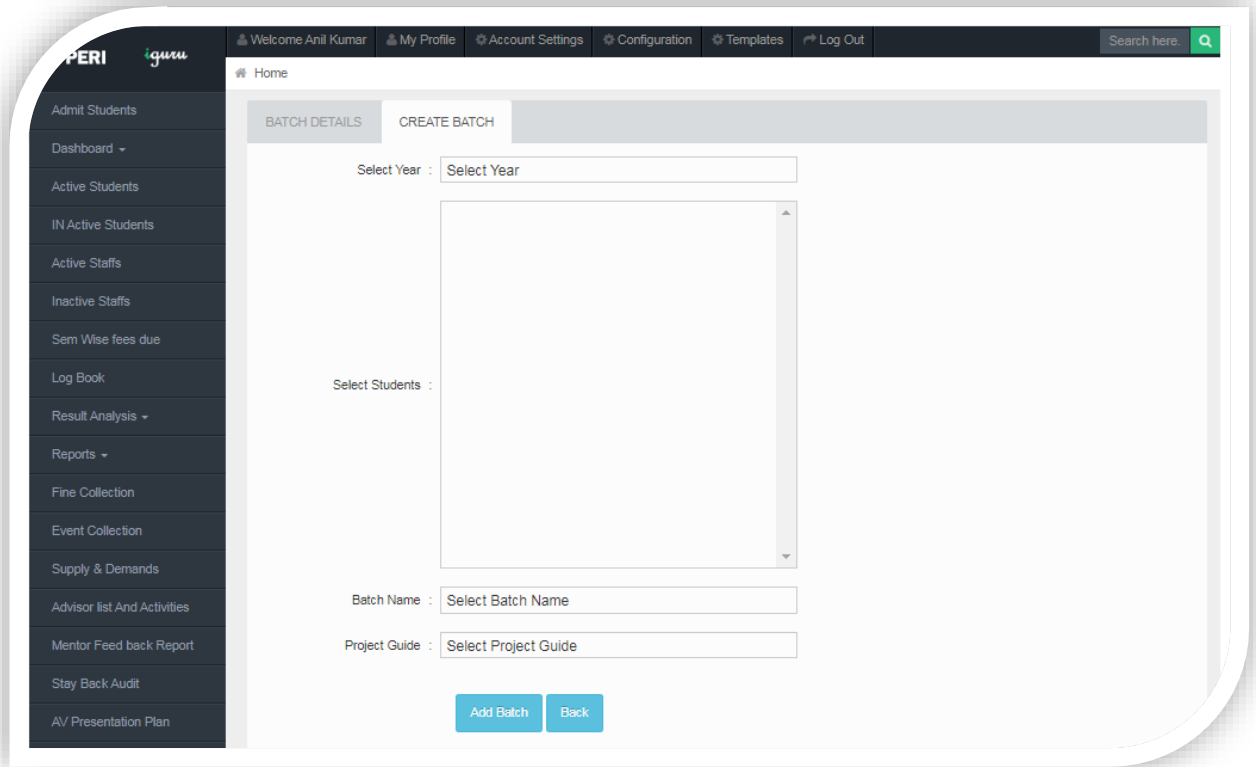 PERI iguru
Welcome Anil Kumar My Profile Account Settings Configuration Templates Log Out Search here.
Home
Admit Students
Dashboard
Active Students
IN Active Students
Active Staffs
Inactive Staffs
Sem Wise fees due
Log Book
Result Analysis
Reports
Fine Collection
Event Collection
Supply & Demands
Advisor list And Activities
Mentor Feed back Report
Stay Back Audit
AV Presentation Plan
BATCH DETAILS CREATE BATCH
Select Year : Select Year
Select Students :
Batch Name : Select Batch Name
Project Guide : Select Project Guide
Add Batch Back